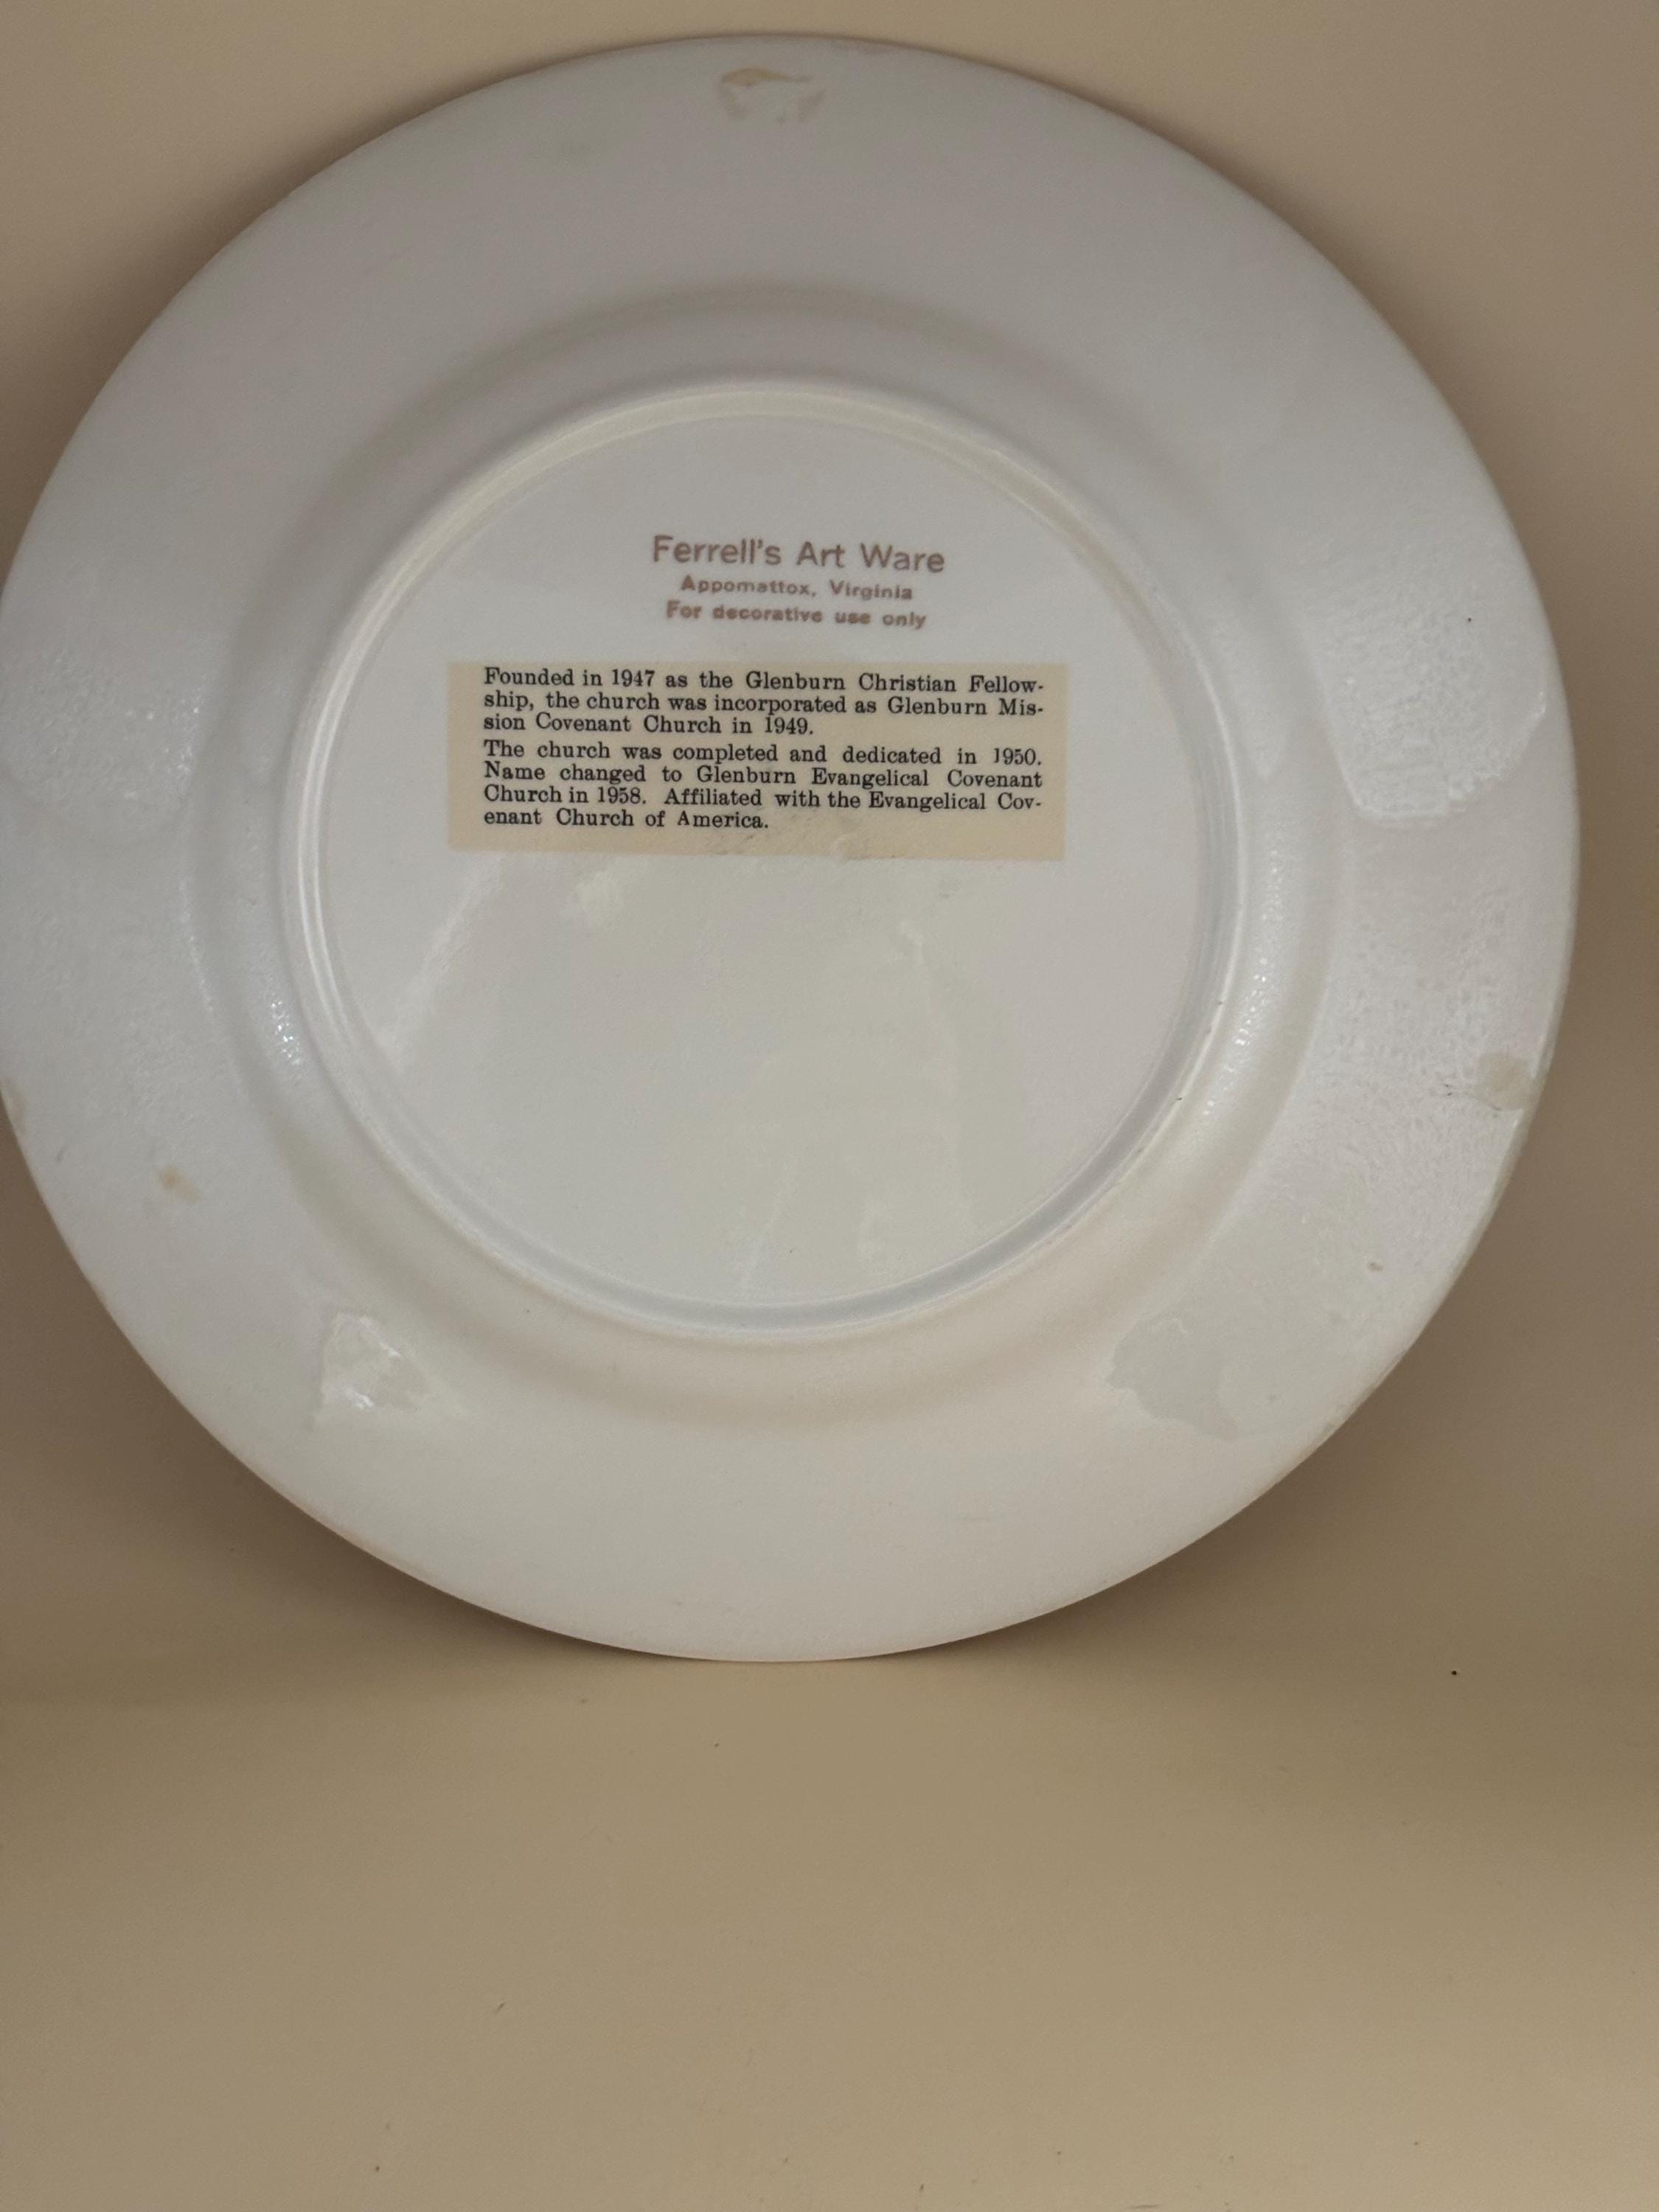 Ferrell's Art Ware
Appomattox, Virginia
For decorative use only
Founded in 1947 as the Glenburn Christian Fellow-
ship, the church was incorporated as Glenburn Mis-
sion Covenant Church in 1949.
The church was completed and dedicated in 1950.
Name changed to Glenburn Evangelical Covenant
Church in 1958. Affiliated with the Evangelical Cov-
enant Church of America.